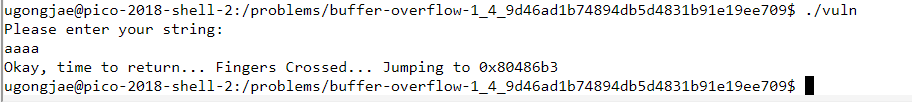 ugongjae@pico-2018-shell-2:/problems/buffer-overflow-1_4_9d46ad1b74894db5d4831b91e19ee709$ ./vuln
Please enter your string:
aaaa
Okay, time to return... Fingers Crossed... Jumping to 0x80486b3
ugongjae@pico-2018-shell-2:/problems/buffer-overflow-1_4_9d46ad1b74894db5d4831b91e19ee709$